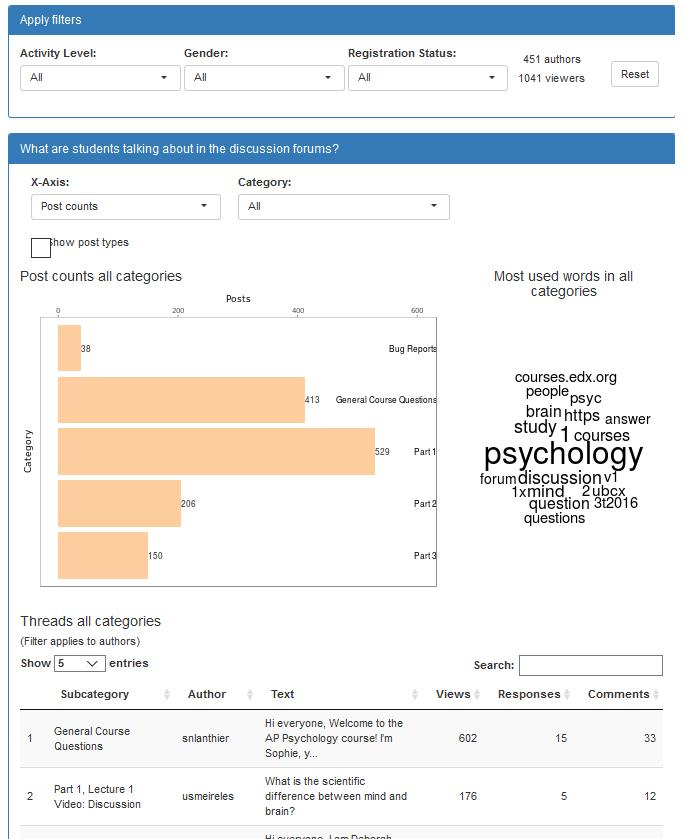 Apply filters
Activity Level: Gender: Registration Status:
All All All
451 authors
1041 viewers
Reset
What are students talking about in the discussion forums?
X-Axis: Category:
Post counts All
how post types
Post counts all categories
Most used words in all
categories
Posts
0 200 400 600
Category
38 Bug Reports
413 General Course Questions
529 Part 1
206 Part 2
150 Part 3
courses.edx.org
people psyc
brain https answer
study 1 courses
psychology
forum discussion v1
1x mind 2 ubcx
question 3t2016
questions
Threads all categories
(Filter applies to authors)
Show 5 entries
Search:
Subcategory Author Text Views Responses Comments
1 General Course Questions snlanthier Hi everyone, Welcome to the AP Psychology course! I'm Sophie, y... 602 15 33
2 Part 1, Lecture 1 Video: Discussion usmeireles What is the scientific difference between mind and brain? 176 5 12
Hi everyone, I am Deborah